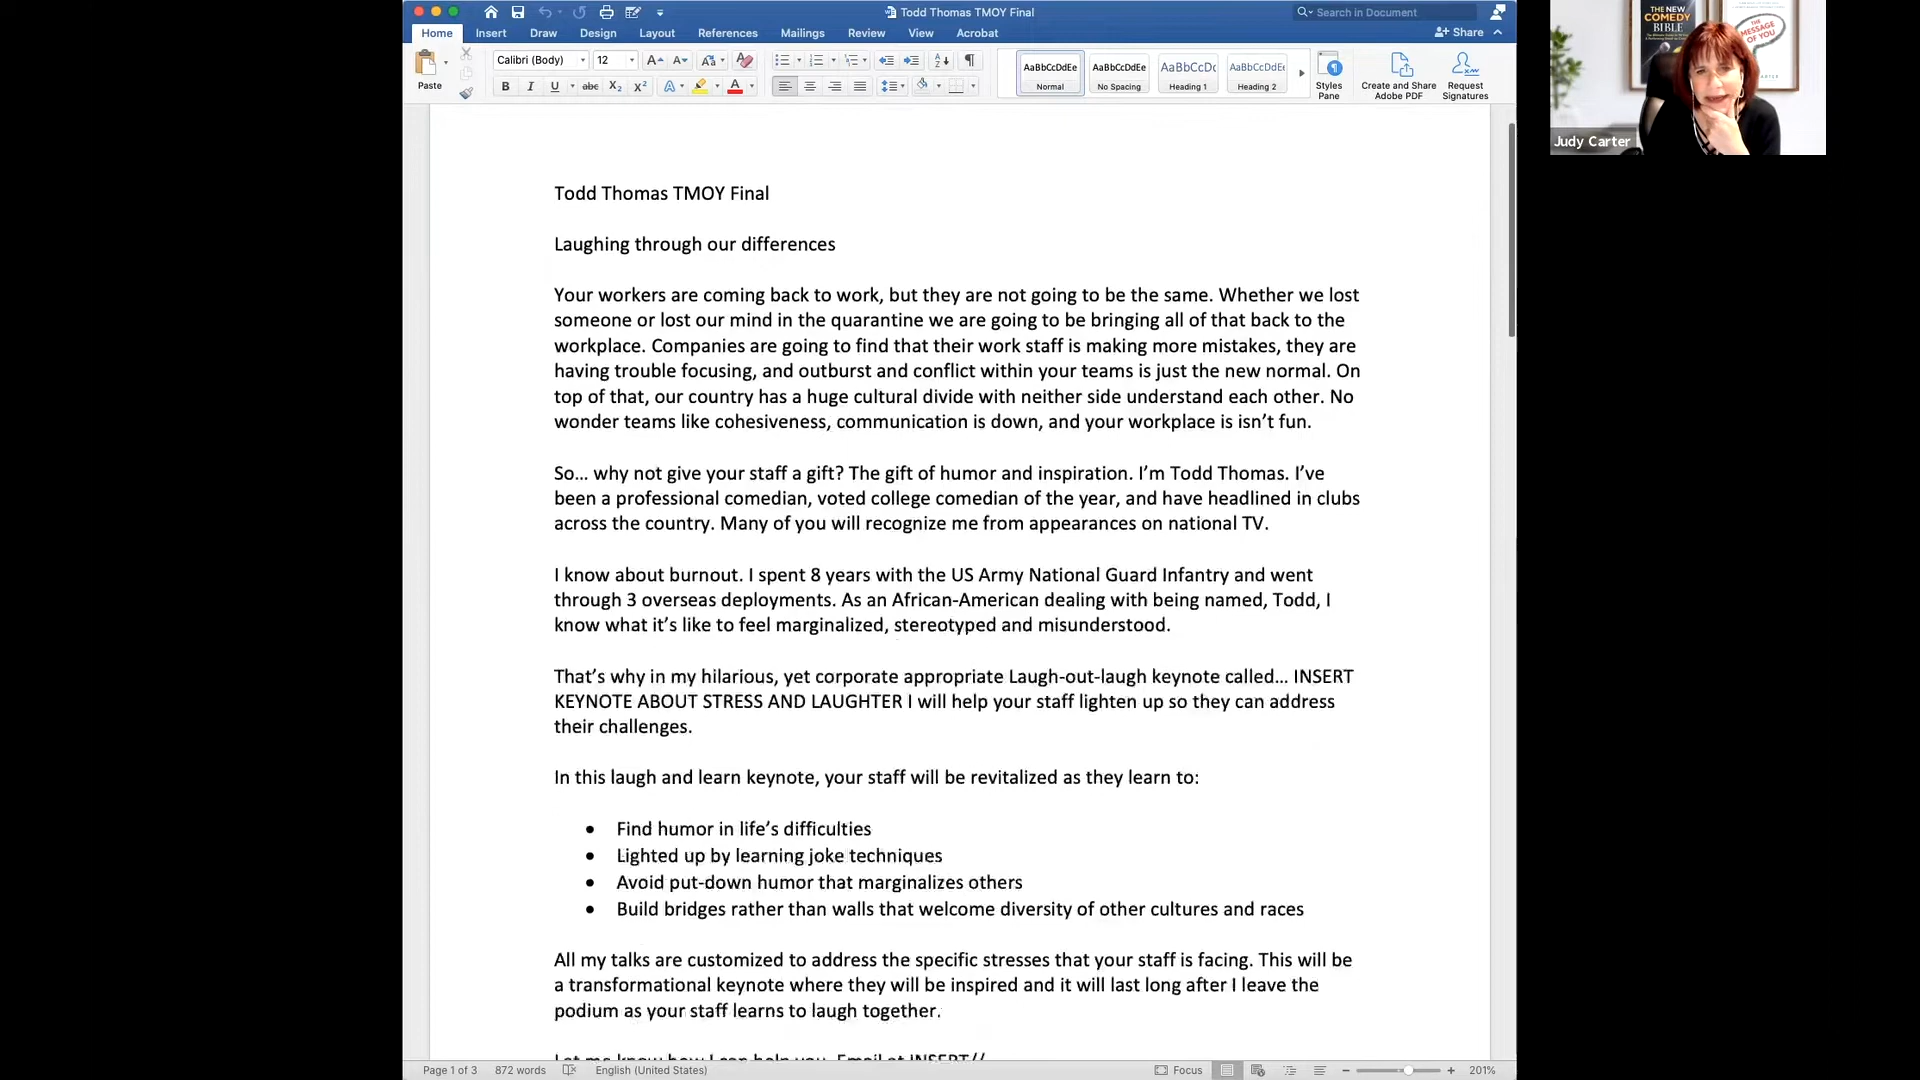 Todd Thomas TMOY Final
Search in Document
Home Insert Draw Design Layout References Mailings Review View Acrobat
Share
Paste
Calibri (Body)
12
AaBbCcDdEe
Normal
AaBbCcDdEe
No Spacing
AaBbCcDc
Heading 1
AaBbCcDdEe
Heading 2
Styles
Pane
Create and Share
Adobe PDF
Request
Signatures
THE NEW
COMEDY
BIBLE
THE
MESSAGE
OF YOU
Judy Carter
Todd Thomas TMOY Final
Laughing through our differences
Your workers are coming back to work, but they are not going to be the same. Whether we lost
someone or lost our mind in the quarantine we are going to be bringing all of that back to the
workplace. Companies are going to find that their work staff is making more mistakes, they are
having trouble focusing, and outburst and conflict within your teams is just the new normal. On
top of that, our country has a huge cultural divide with neither side understand each other. No
wonder teams like cohesiveness, communication is down, and your workplace is isn’t fun.
So… why not give your staff a gift? The gift of humor and inspiration. I’m Todd Thomas. I’ve
been a professional comedian, voted college comedian of the year, and have headlined in clubs
across the country. Many of you will recognize me from appearances on national TV.
I know about burnout. I spent 8 years with the US Army National Guard Infantry and went
through 3 overseas deployments. As an African-American dealing with being named, Todd, I
know what it’s like to feel marginalized, stereotyped and misunderstood.
That’s why in my hilarious, yet corporate appropriate Laugh-out-laugh keynote called… INSERT
KEYNOTE ABOUT STRESS AND LAUGHTER I will help your staff lighten up so they can address
their challenges.
In this laugh and learn keynote, your staff will be revitalized as they learn to:
• Find humor in life’s difficulties
• Lighted up by learning joke techniques
• Avoid put-down humor that marginalizes others
• Build bridges rather than walls that welcome diversity of other cultures and races
All my talks are customized to address the specific stresses that your staff is facing. This will be
a transformational keynote where they will be inspired and it will last long after I leave the
podium as your staff learns to laugh together.
Let me know how I can help you. Email at INSERT//
Page 1 of 3 872 words English (United States) Focus 201%